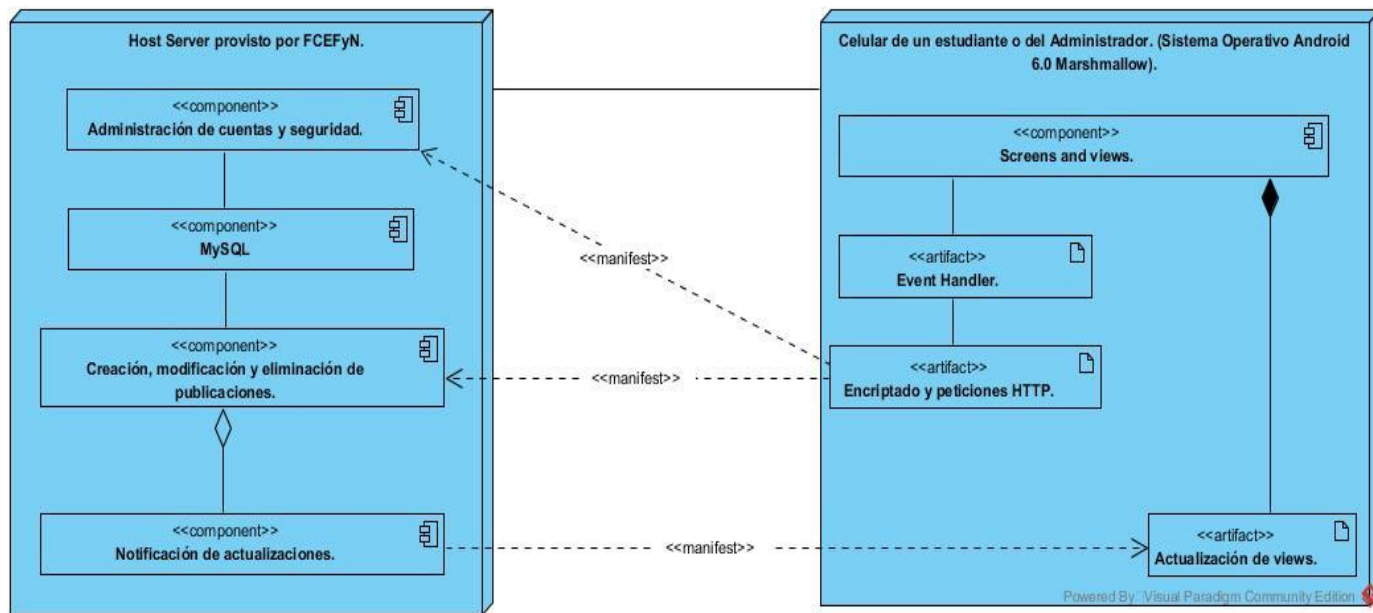 Host Server provisto por FCEFyN.
<<component>>
Administración de cuentas y seguridad.
<<component>>
MySQL
<<component>>
Creación, modificación y eliminación de
publicaciones.
<<component>>
Notificación de actualizaciones.
<<manifest>>
<<manifest>>
<<manifest>>
Celular de un estudiante o del Administrador. (Sistema Operativo Android
6.0 Marshmallow).
<<component>>
Screens and views.
<<artifact>>
Event Handler.
<<artifact>>
Encriptado y peticiones HTTP.
<<artifact>>
Actualización de views.
Powered By Visual Paradigm Community Edition